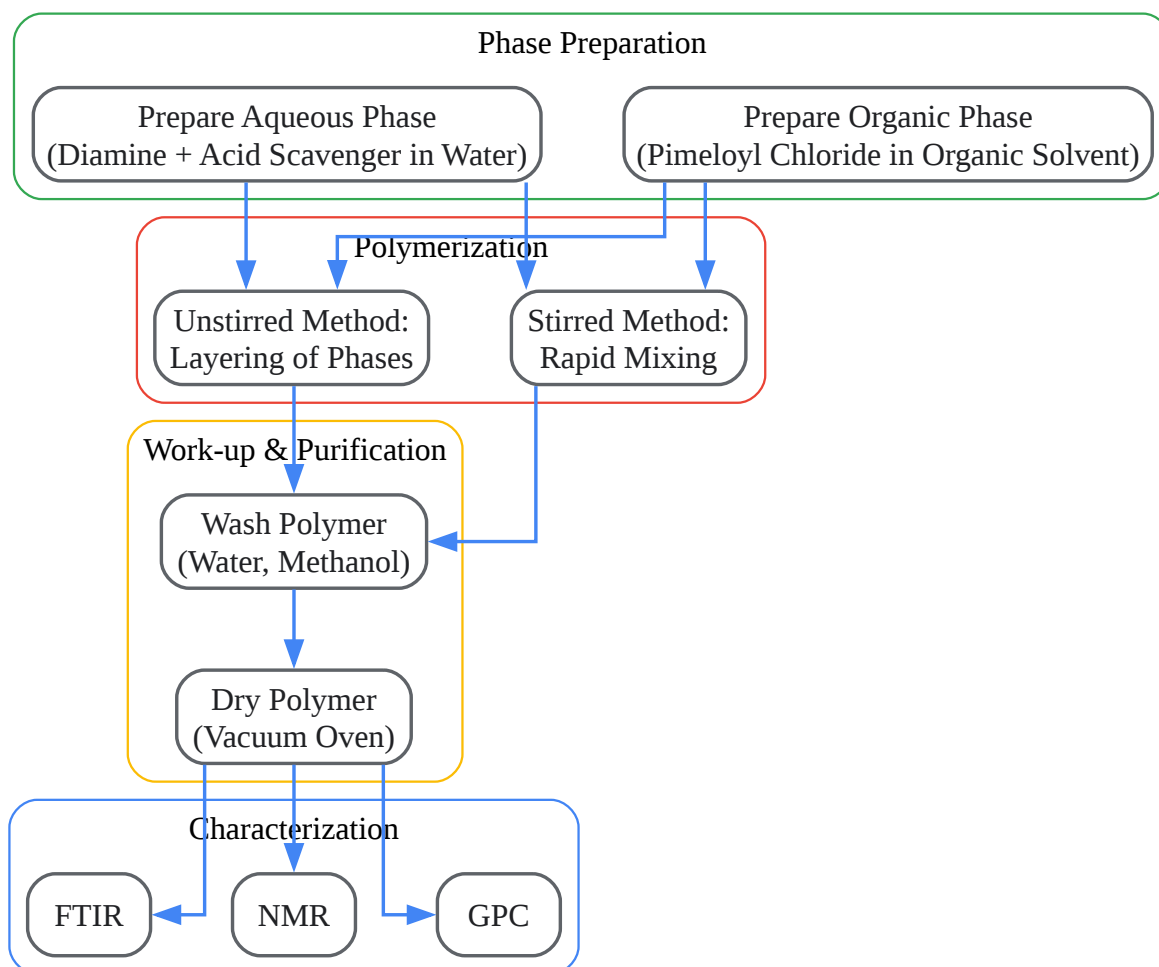 Phase Preparation
Prepare Aqueous Phase
(Diamine + Acid Scavenger in Water)
Prepare Organic Phase
(Pimeloyl Chloride in Organic Solvent)
Polymerization
Unstirred Method:
Layering of Phases
Stirred Method:
Rapid Mixing
Work-up & Purification
Wash Polymer
(Water, Methanol)
Dry Polymer
(Vacuum Oven)
Characterization
FTIR
NMR
GPC